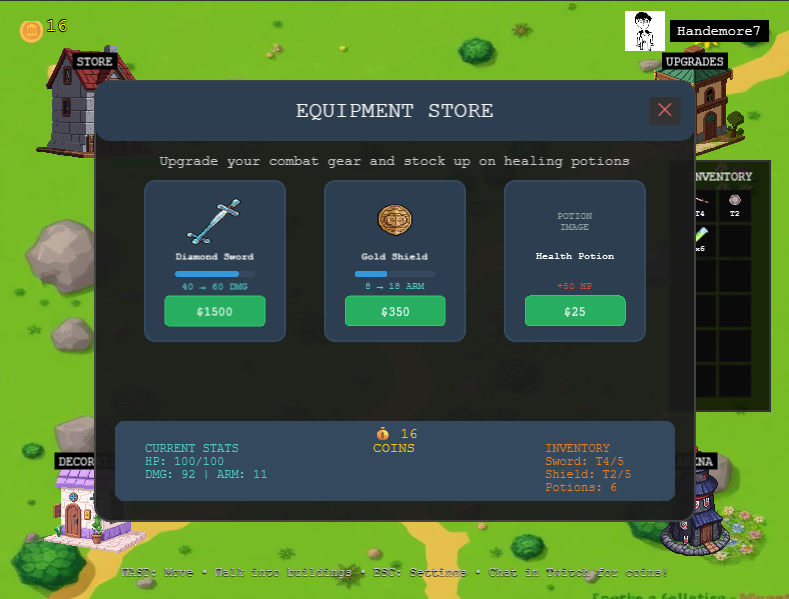 16
Handemore7
STORE
UPGRADES
EQUIPMENT STORE
Upgrade your combat gear and stock up on healing potions
NVENTORY
T4
T2
x6
Diamond Sword
40 → 60 DMG
$1500
Gold Shield
8 → 18 ARM
$350
POTION
IMAGE
Health Potion
+50 HP
$25
16
COINS
CURRENT STATS
HP: 100/100
DMG: 92 | ARM: 11
INVENTORY
Sword: T4/5
Shield: T2/5
Potions: 6
DECOR
ENA
WASD: Move • Walk into buildings • ESC: Settings • Chat in Twitch for coins!